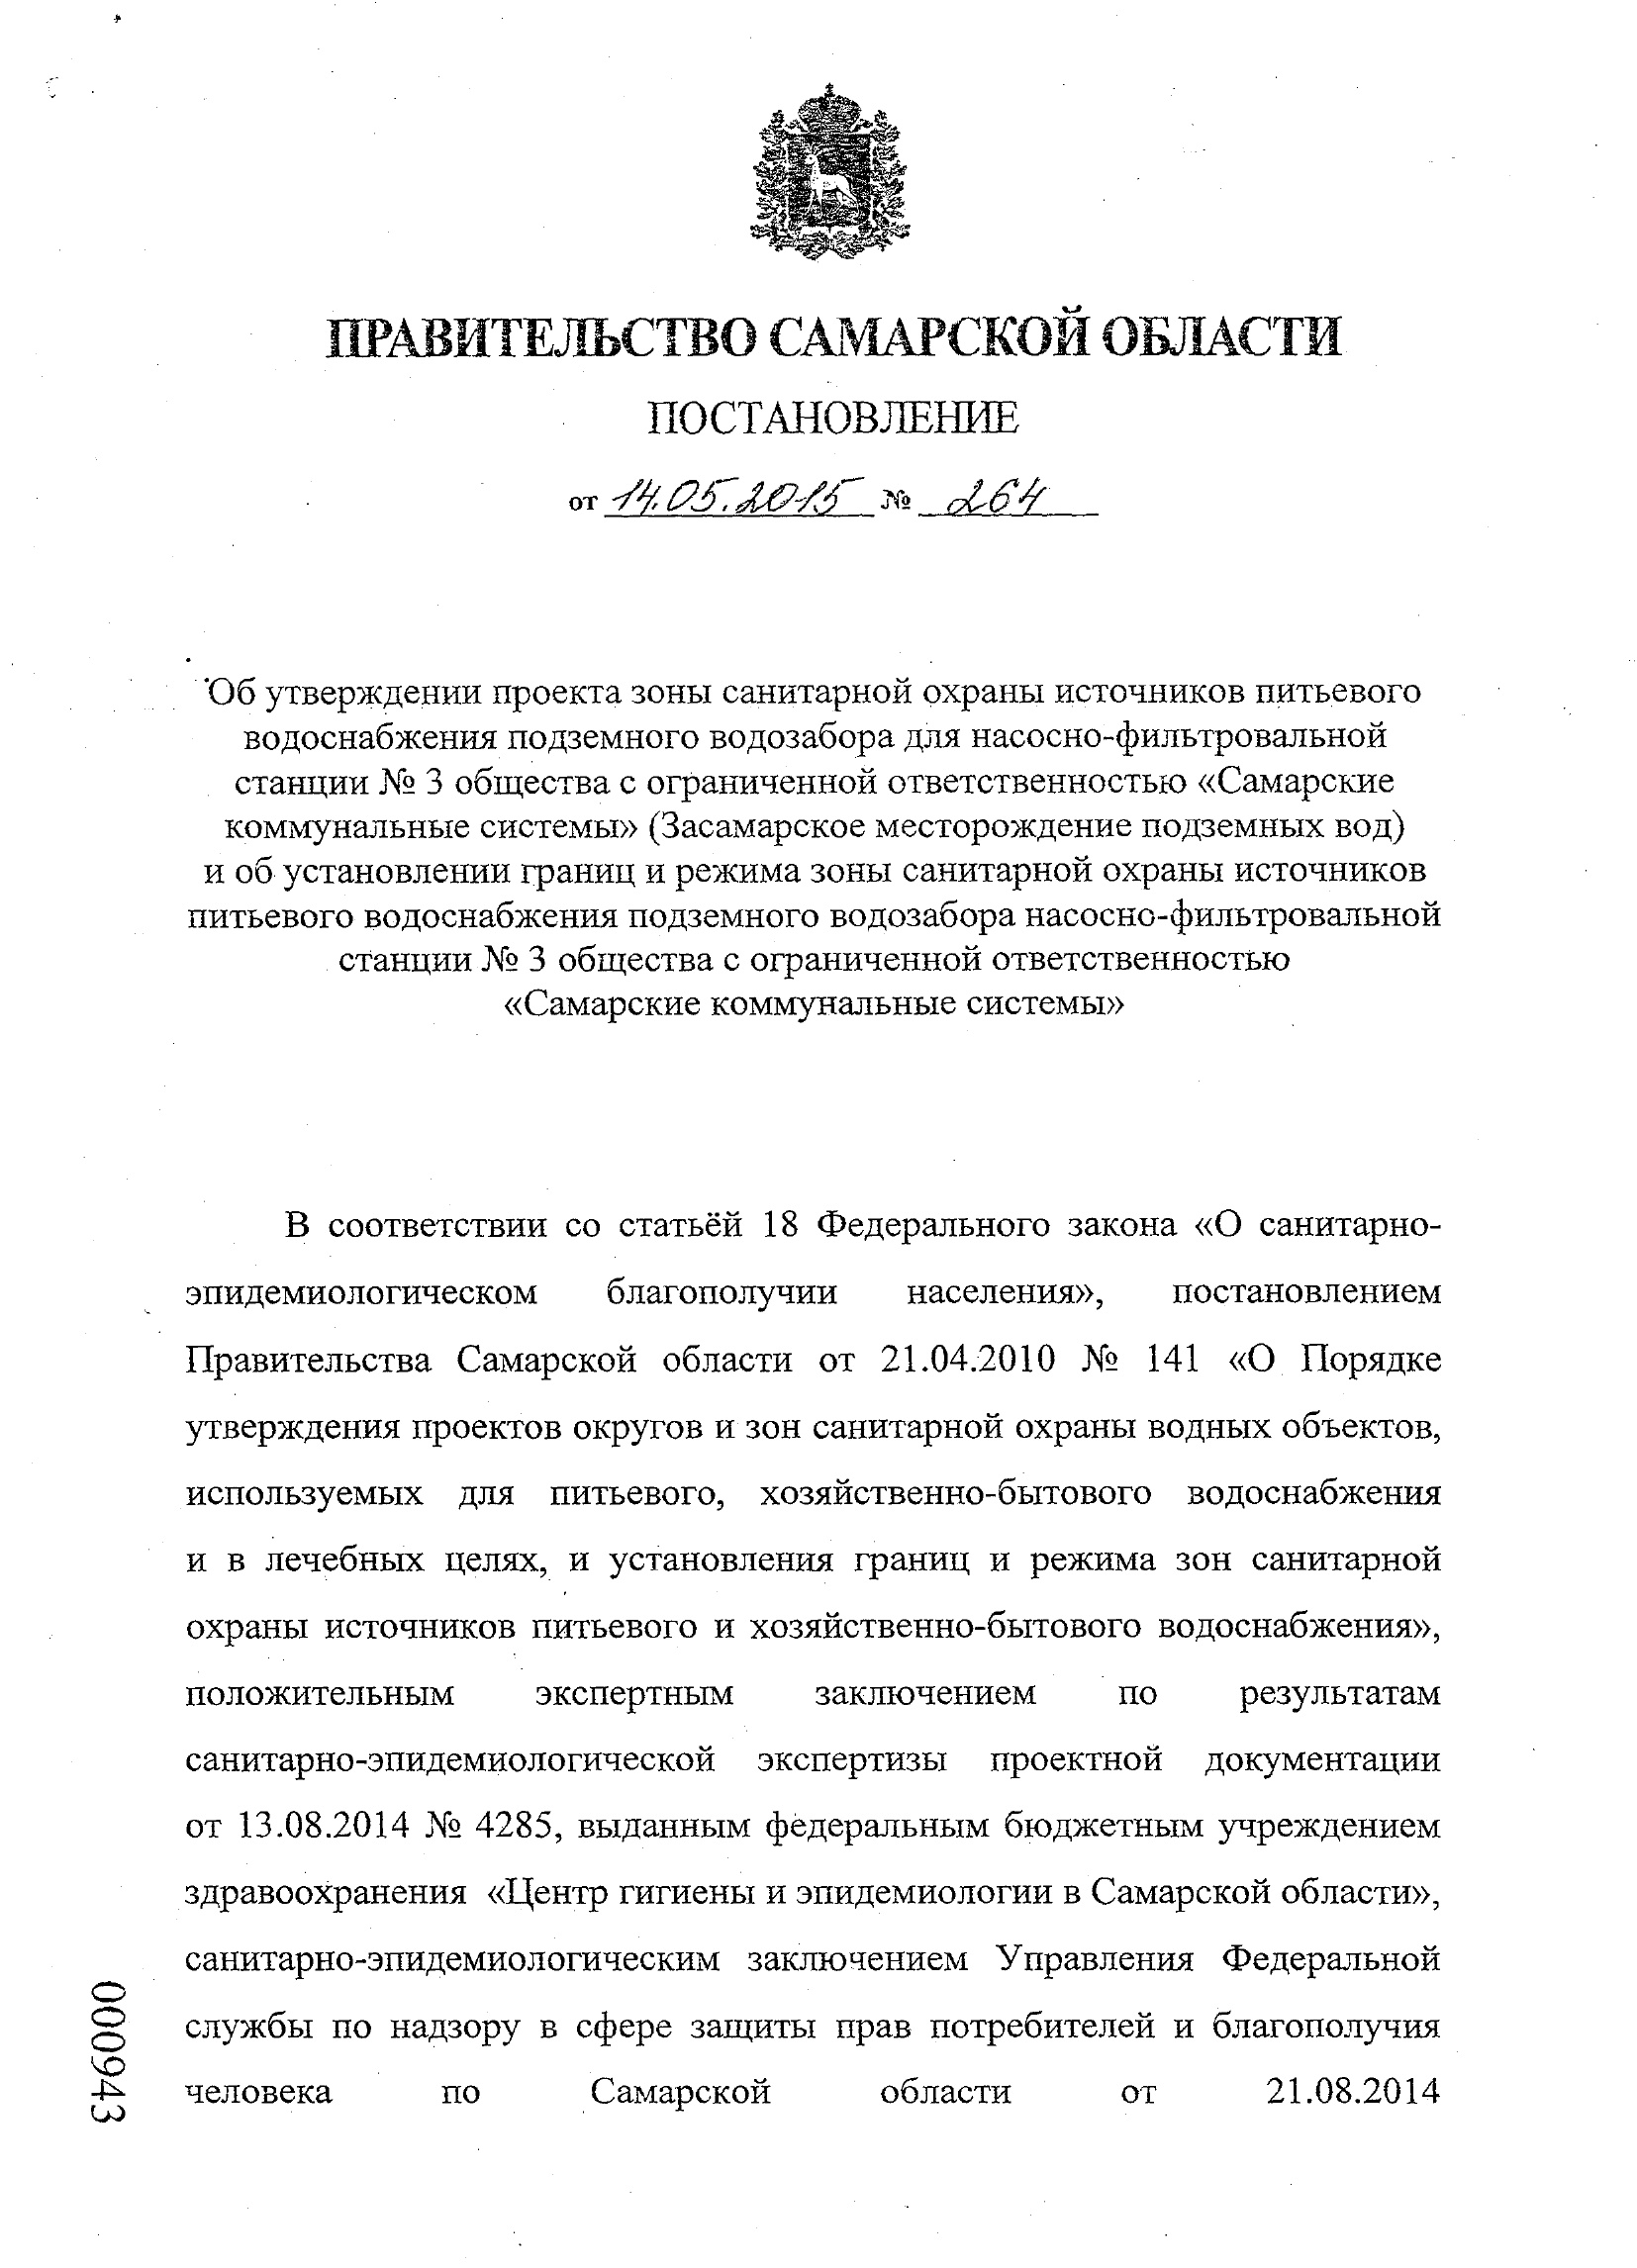 ПРАВИТЕЛЬСТВО САМАРСКОЙ ОБЛАСТИ
ПОСТАНОВЛЕНИЕ
от 14.05.2015 № 264
Об утверждении проекта зоны санитарной охраны источников питьевого
водоснабжения подземного водозабора для насосно-фильтровальной
станции № 3 общества с ограниченной ответственностью «Самарские
коммунальные системы» (Засамарское месторождение подземных вод)
и об установлении границ и режима зоны санитарной охраны источников
питьевого водоснабжения подземного водозабора насосно-фильтровальной
станции № 3 общества с ограниченной ответственностью
«Самарские коммунальные системы»
В соответствии со статьёй 18 Федерального закона «О санитарно-
эпидемиологическом благополучии населения», постановлением
Правительства Самарской области от 21.04.2010 № 141 «О Порядке
утверждения проектов округов и зон санитарной охраны водных объектов,
используемых для питьевого, хозяйственно-бытового водоснабжения
и в лечебных целях, и установления границ и режима зон санитарной
охраны источников питьевого и хозяйственно-бытового водоснабжения»,
положительным экспертным заключением по результатам
санитарно-эпидемиологической экспертизы проектной документации
от 13.08.2014 № 4285, выданным федеральным бюджетным учреждением
здравоохранения «Центр гигиены и эпидемиологии в Самарской области»,
санитарно-эпидемиологическим заключением Управления Федеральной
службы по надзору в сфере защиты прав потребителей и благополучия
человека по Самарской области от 21.08.2014
000943